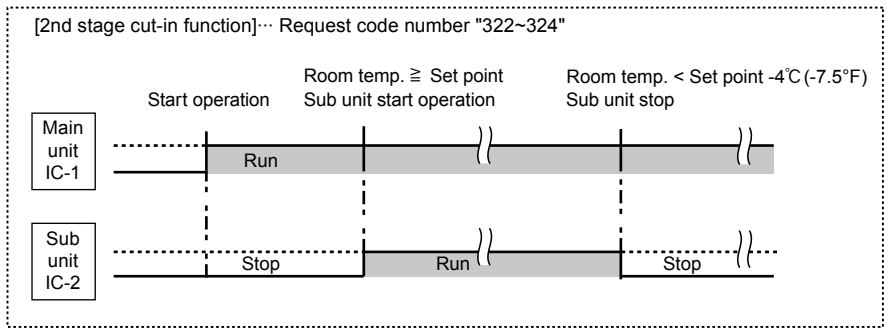 [2nd stage cut-in function]··· Request code number "322~324"
Room temp. ≧ Set point
Room temp. < Set point -4℃ (-7.5°F)
Start operation
Sub unit start operation
Sub unit stop
Main
unit
IC-1
Run
Sub
unit
IC-2
Stop
Run
Stop